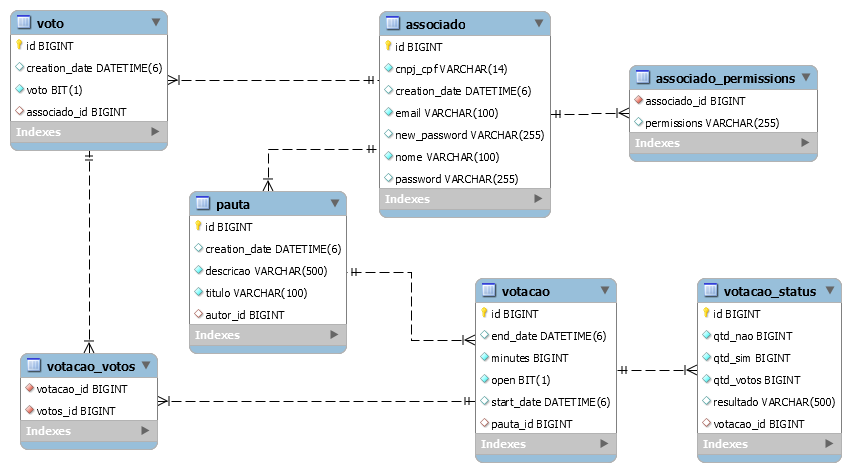 voto
id BIGINT
creation_date DATETIME(6)
voto BIT(1)
associado_id BIGINT
Indexes
associado
id BIGINT
cnpj_cpf VARCHAR(14)
creation_date DATETIME(6)
email VARCHAR(100)
new_password VARCHAR(255)
nome VARCHAR(100)
password VARCHAR(255)
Indexes
associado_permissions
associado_id BIGINT
permissions VARCHAR(255)
Indexes
pauta
id BIGINT
creation_date DATETIME(6)
descricao VARCHAR(500)
titulo VARCHAR(100)
autor_id BIGINT
Indexes
votacao
id BIGINT
end_date DATETIME(6)
minutes BIGINT
open BIT(1)
start_date DATETIME(6)
pauta_id BIGINT
Indexes
votacao_status
id BIGINT
qtd_nao BIGINT
qtd_sim BIGINT
qtd_votos BIGINT
resultado VARCHAR(500)
votacao_id BIGINT
Indexes
votacao_votos
votacao_id BIGINT
votos_id BIGINT
Indexes